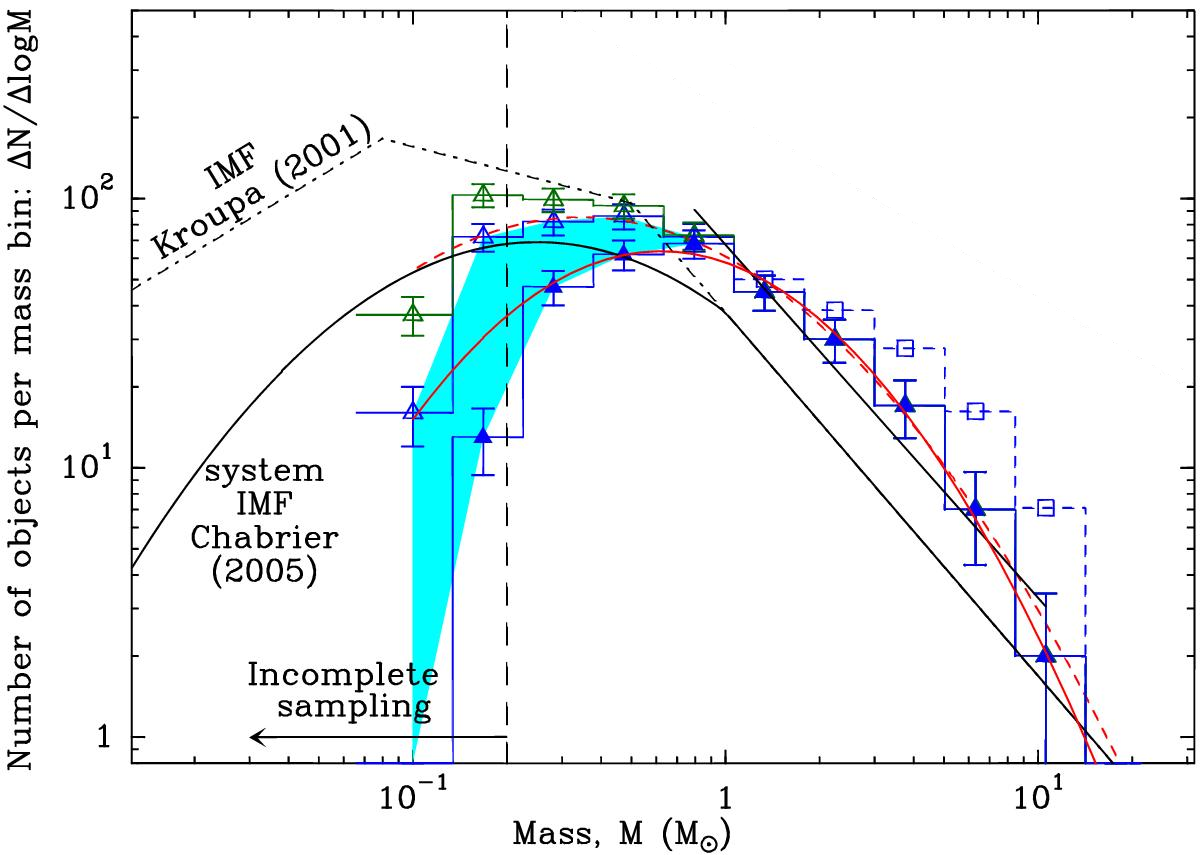 Number of objects per mass bin: ΔN/ΔlogM
10²
10¹
1
IMF
Kroupa (2001)
system
IMF
Chabrier
(2005)
Incomplete
sampling
10⁻¹
1
10¹
Mass, M (M☉)